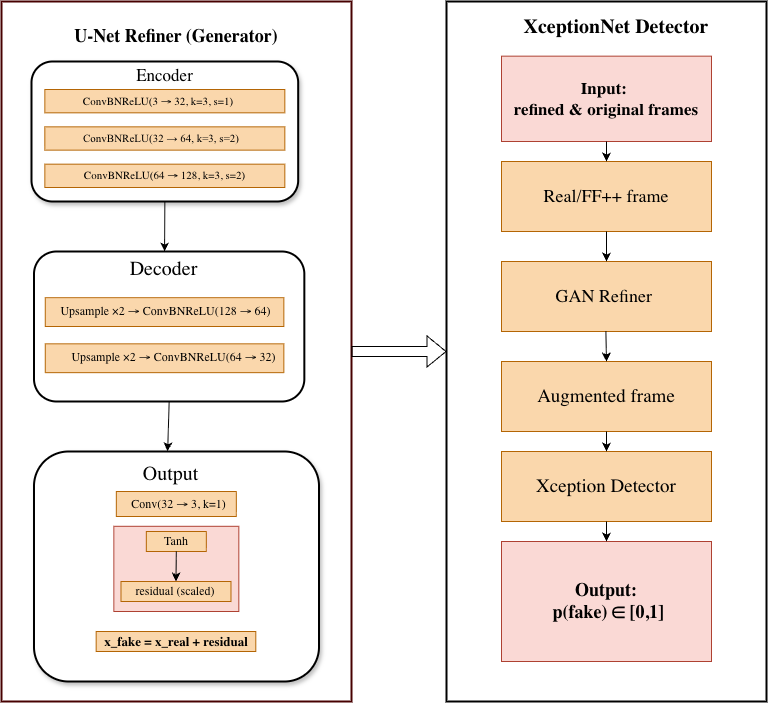 U-Net Refiner (Generator)
Encoder
ConvBNReLU(3 → 32, k=3, s=1)
ConvBNReLU(32 → 64, k=3, s=2)
ConvBNReLU(64 → 128, k=3, s=2)
Decoder
Upsample ×2 → ConvBNReLU(128 → 64)
Upsample ×2 → ConvBNReLU(64 → 32)
Output
Conv(32 → 3, k=1)
Tanh
residual (scaled)
x_fake = x_real + residual
XceptionNet Detector
Input:
refined & original frames
Real/FF++ frame
GAN Refiner
Augmented frame
Xception Detector
Output:
p(fake) ∈ [0,1]